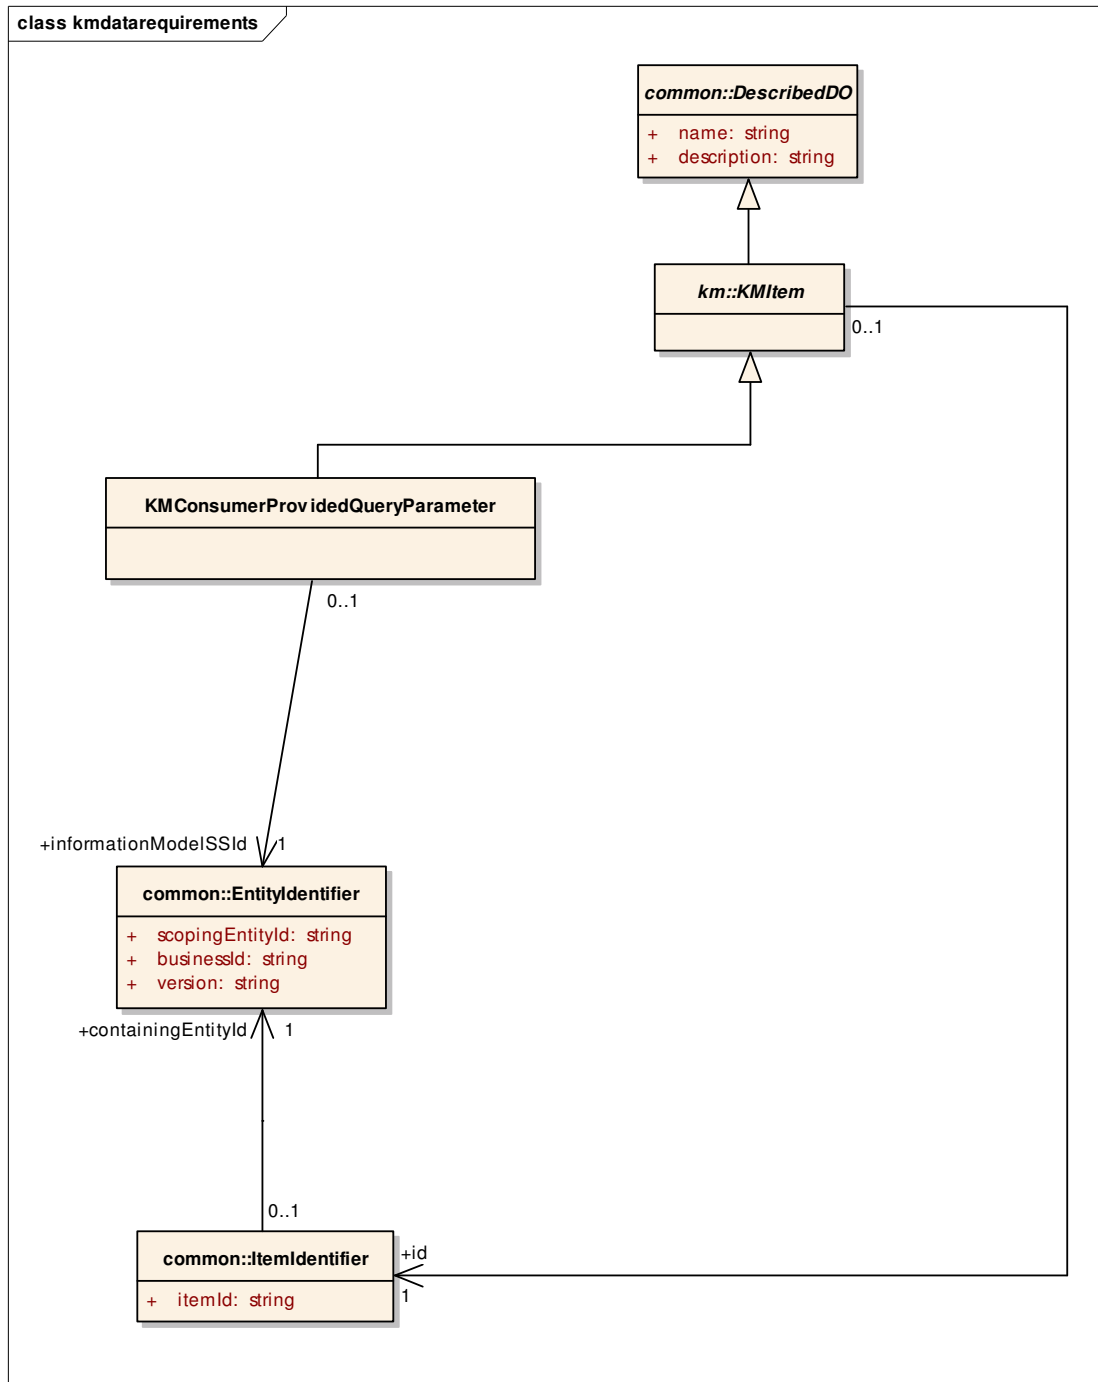 class kmdatarequirements
common::DescribedDO
+ name: string
+ description: string
km::KMItem
0..1
KMConsumerProvidedQueryParameter
0..1
+informationModelSSId 1
common::EntityIdentifier
+ scopingEntityId: string
+ businessId: string
+ version: string
+containingEntityId 1
0..1
common::ItemIdentifier
+ itemId: string
+id
1